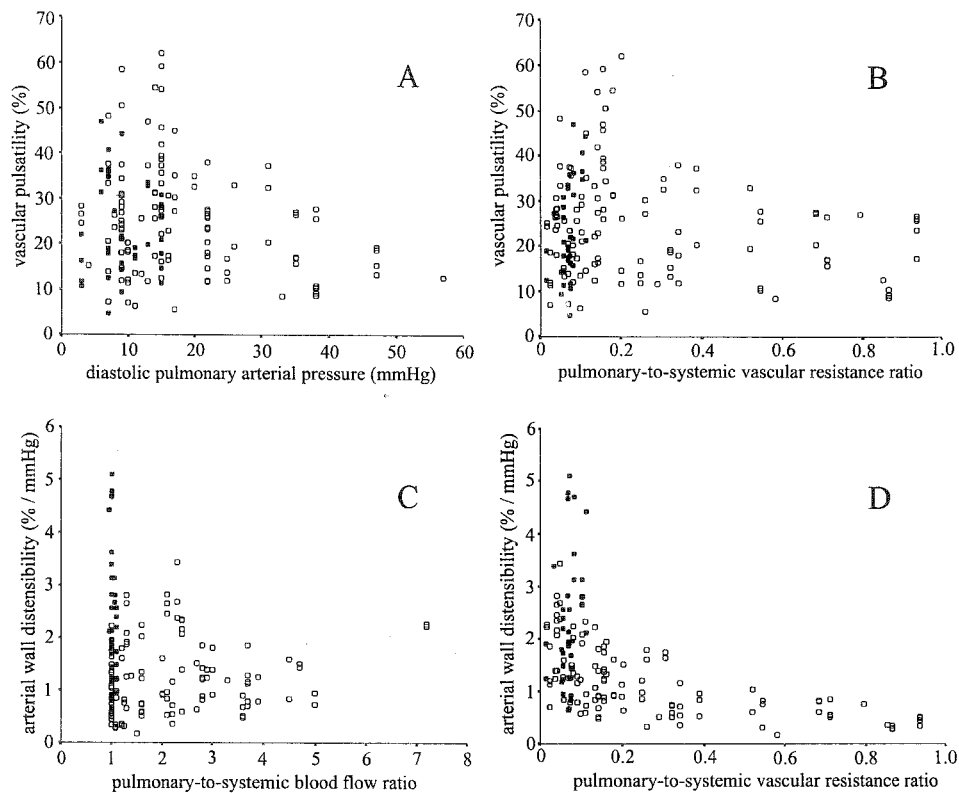 A
vascular pulsatility (%)
70
60
50
40
30
20
10
0
0 10 20 30 40 50 60
diastolic pulmonary arterial pressure (mmHg)
B
vascular pulsatility (%)
70
60
50
40
30
20
10
0
0 0.2 0.4 0.6 0.8 1.0
pulmonary-to-systemic vascular resistance ratio
C
arterial wall distensibility (% / mmHg)
6
5
4
3
2
1
0
0 1 2 3 4 5 6 7 8
pulmonary-to-systemic blood flow ratio
D
arterial wall distensibility (% / mmHg)
6
5
4
3
2
1
0
0 0.2 0.4 0.6 0.8 1.0
pulmonary-to-systemic vascular resistance ratio